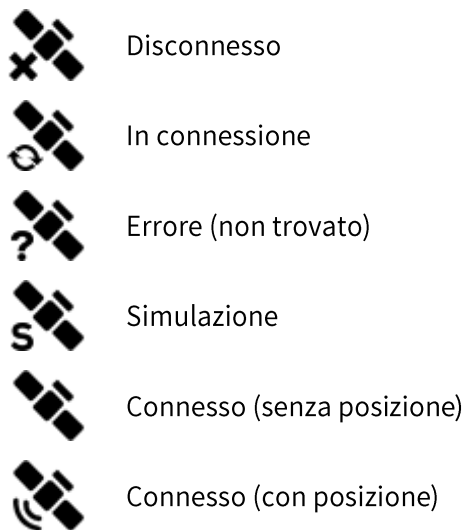 Disconnesso
In connessione
? Errore (non trovato)
S Simulazione
Connesso (senza posizione)
Connesso (con posizione)